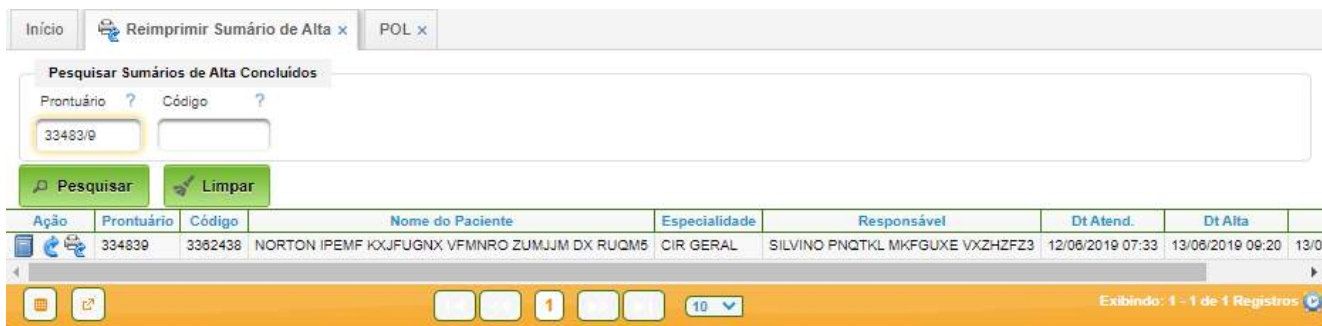 Início Reimprimir Sumário de Alta x POL x
Pesquisar Sumários de Alta Concluídos
Prontuário ? Código ?
33483/9
Pesquisar Limpar
Ação Prontuário Código Nome do Paciente Especialidade Responsável Dt Atend. Dt Alta
334839 3362438 NORTON IPEMF KXJFUGNX VFMNRO ZUMJJM DX RUQM5 CIR GERAL SILVINO PNQTKL MKFGUXE VXZHZFZ3 12/06/2019 07:33 13/06/2019 09:20 13/0
1 10 Exibindo: 1 - 1 de 1 Registros